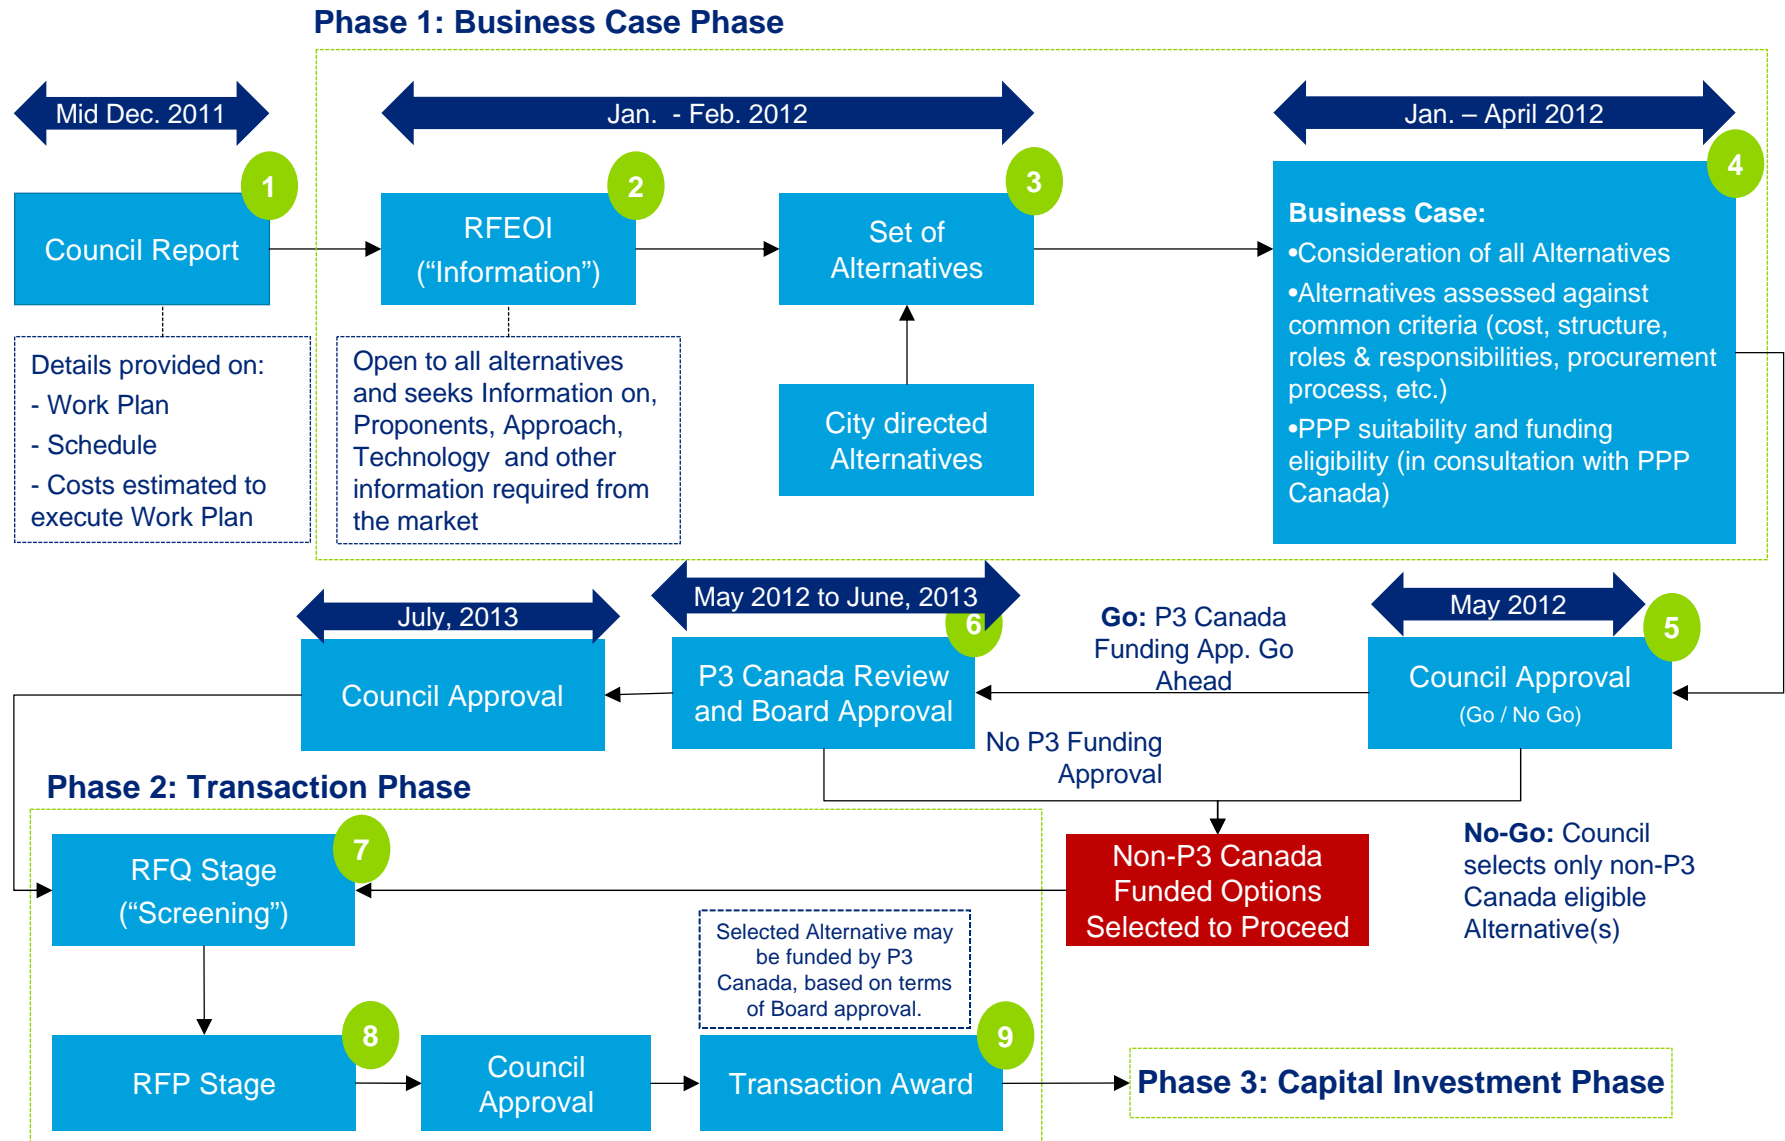 Phase 1: Business Case Phase
Mid Dec. 2011
Jan. - Feb. 2012
Jan. – April 2012
1
2
3
4
Council Report
RFEOI
(“Information”)
Set of
Alternatives
Business Case:
•Consideration of all Alternatives
•Alternatives assessed against
common criteria (cost, structure,
roles & responsibilities, procurement
process, etc.)
•PPP suitability and funding
eligibility (in consultation with PPP
Canada)
Details provided on:
- Work Plan
- Schedule
- Costs estimated to
execute Work Plan
Open to all alternatives
and seeks Information on,
Proponents, Approach,
Technology and other
information required from
the market
City directed
Alternatives
July, 2013
May 2012 to June, 2013
May 2012
6
5
Go: P3 Canada
Funding App. Go
Ahead
Council Approval
P3 Canada Review
and Board Approval
Council Approval
(Go / No Go)
No P3 Funding
Approval
Phase 2: Transaction Phase
7
RFQ Stage
(“Screening”)
Non-P3 Canada
Funded Options
Selected to Proceed
No-Go: Council
selects only non-P3
Canada eligible
Alternative(s)
Selected Alternative may
be funded by P3
Canada, based on terms
of Board approval.
8
9
RFP Stage
Council
Approval
Transaction Award
Phase 3: Capital Investment Phase